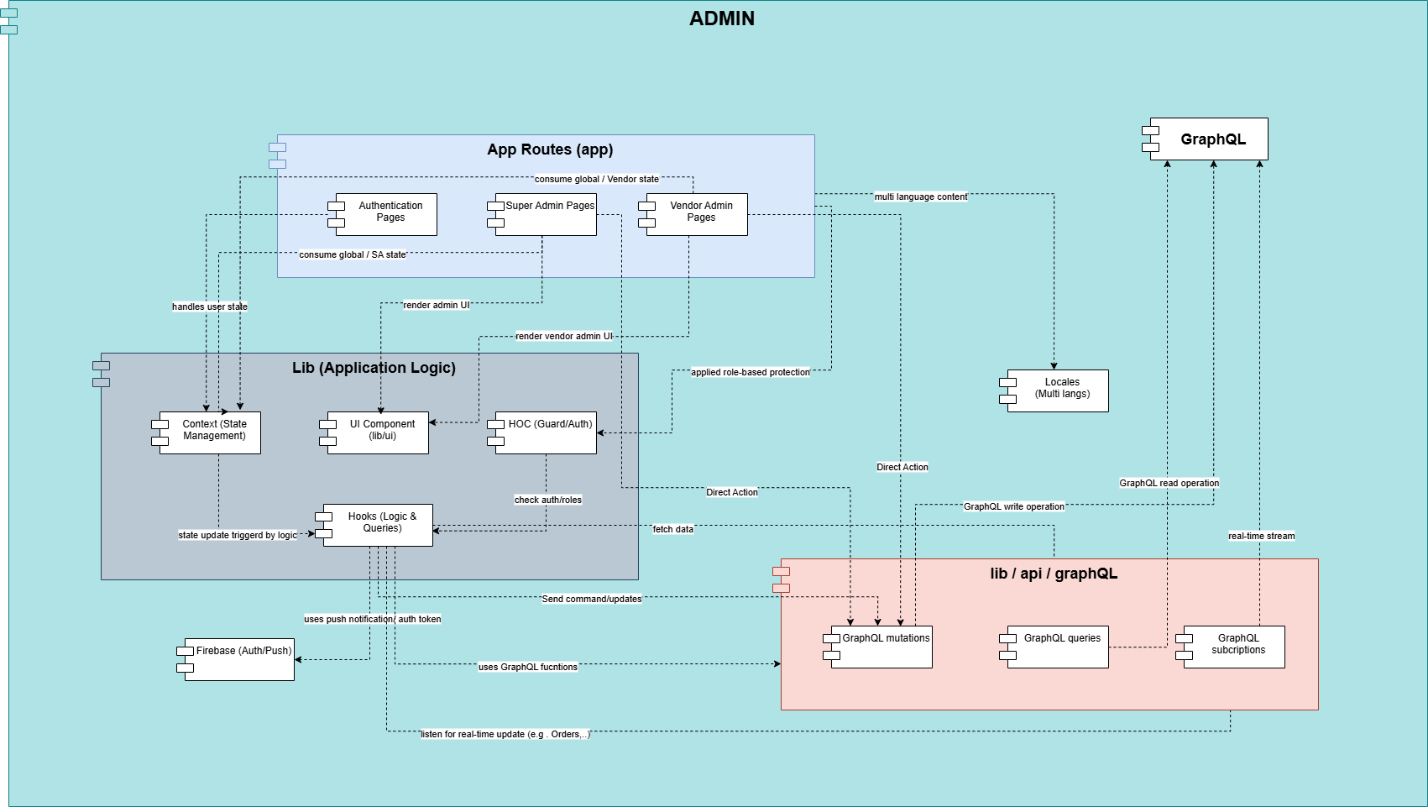 ADMIN
GraphQL
App Routes (app)
consume global / Vendor state
multi language content
Authentication
Pages
Super Admin Pages
Vendor Admin
Pages
consume global / SA state
handles user state
render admin UI
render vendor admin UI
Lib (Application Logic)
applied role-based protection
Locales
(Multi langs)
Context (State
Management)
UI Component
(lib/ui)
HOC (Guard/Auth)
Direct Action
GraphQL read operation
Direct Action
check auth/roles
GraphQL write operation
Hooks (Logic &
Queries)
fetch data
state update triggerd by logic
real-time stream
lib / api / graphQL
Send command/updates
uses push notification/ auth token
GraphQL mutations
GraphQL queries
GraphQL
subcriptions
Firebase (Auth/Push)
uses GraphQL fucntions
listen for real-time update (e.g . Orders,..)